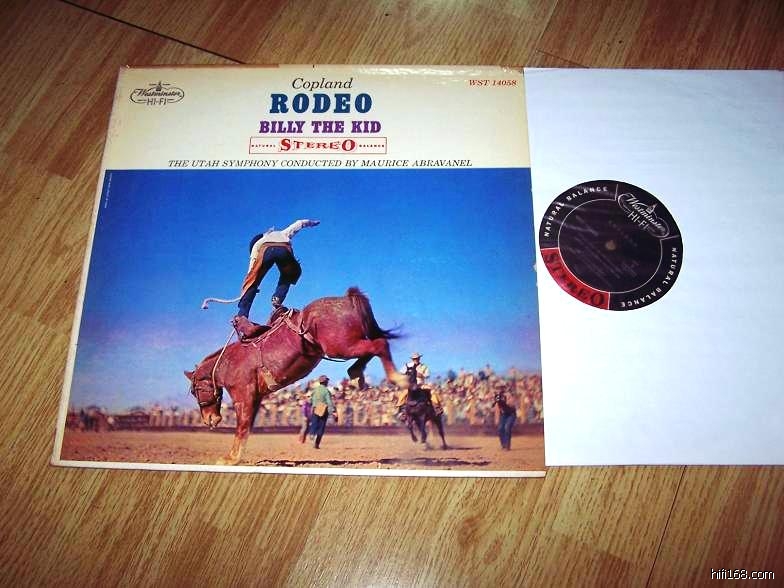 Westminster
HI-FI
Copland
WST 14058
RODEO
BILLY THE KID
NATURAL STEREO BALANCE
THE UTAH SYMPHONY CONDUCTED BY MAURICE ABRAVANEL
NATURAL BALANCE
Westminster
HI-FI
NATURAL BALANCE
STEREO
hifi168.com